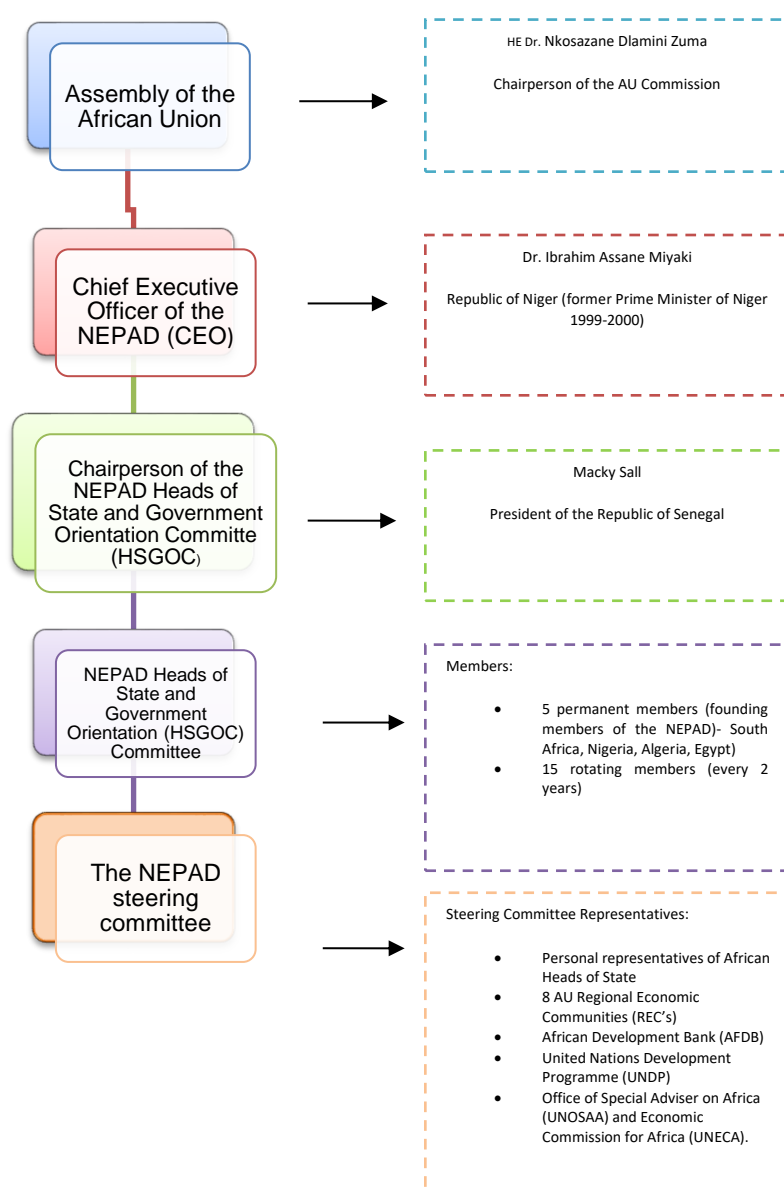 Assembly of the
African Union
HE Dr. Nkosazane Dlamini Zuma
Chairperson of the AU Commission
Chief Executive
Officer of the
NEPAD (CEO)
Dr. Ibrahim Assane Miyaki
Republic of Niger (former Prime Minister of Niger
1999-2000)
Chairperson of the
NEPAD Heads of
State and Government
Orientation Committe
(HSGOC)
Macky Sall
President of the Republic of Senegal
NEPAD Heads of
State and
Government
Orientation (HSGOC)
Committee
Members:
• 5 permanent members (founding
members of the NEPAD)- South
Africa, Nigeria, Algeria, Egypt)
• 15 rotating members (every 2
years)
The NEPAD
steering
committee
Steering Committee Representatives:
• Personal representatives of African
Heads of State
• 8 AU Regional Economic
Communities (REC's)
• African Development Bank (AFDB)
• United Nations Development
Programme (UNDP)
• Office of Special Adviser on Africa
(UNOSAA) and Economic
Commission for Africa (UNECA).